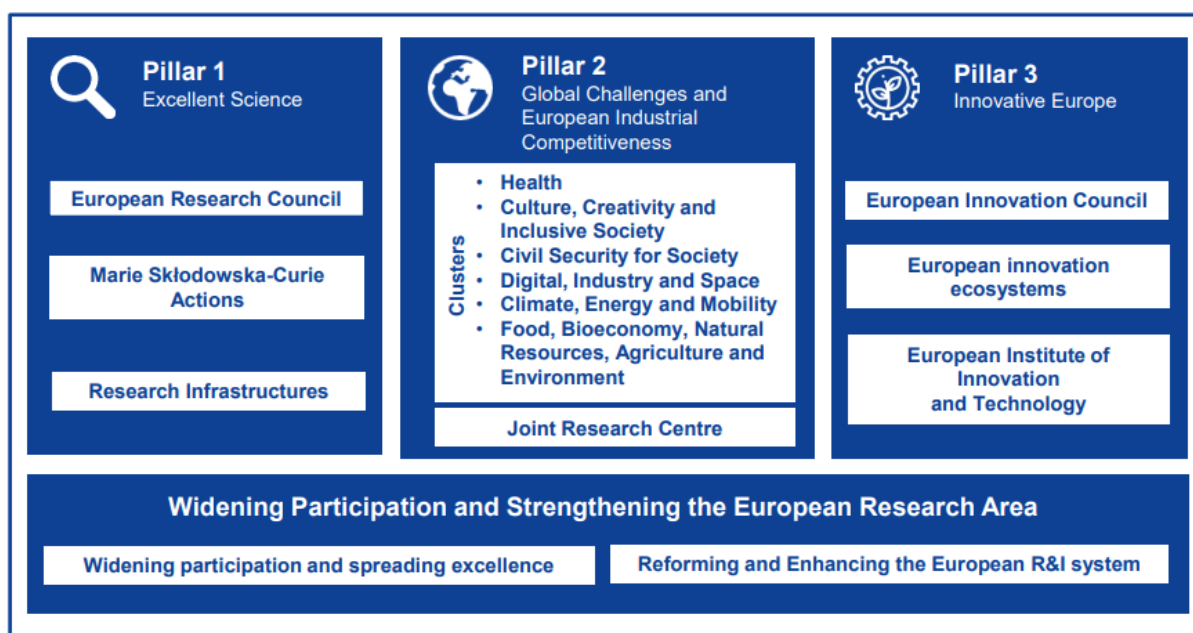 Pillar 1
Excellent Science
European Research Council
Marie Skłodowska-Curie
Actions
Research Infrastructures
Pillar 2
Global Challenges and
European Industrial
Competitiveness
Clusters
• Health
• Culture, Creativity and
Inclusive Society
• Civil Security for Society
• Digital, Industry and Space
• Climate, Energy and Mobility
• Food, Bioeconomy, Natural
Resources, Agriculture and
Environment
Joint Research Centre
Pillar 3
Innovative Europe
European Innovation Council
European innovation
ecosystems
European Institute of
Innovation
and Technology
Widening Participation and Strengthening the European Research Area
Widening participation and spreading excellence
Reforming and Enhancing the European R&I system